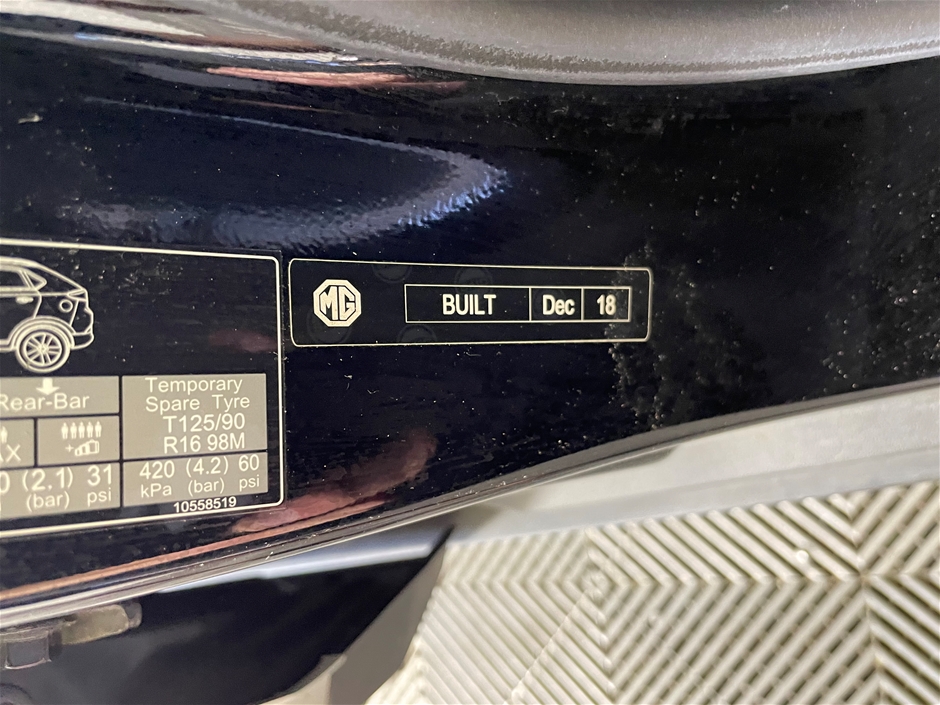 MG BUILT Dec 18
Rear-Bar
Temporary
Spare Tyre
T125/90
R16 98M
(2.1) 31
(bar) psi
420 (4.2) 60
kPa (bar) psi
10558519